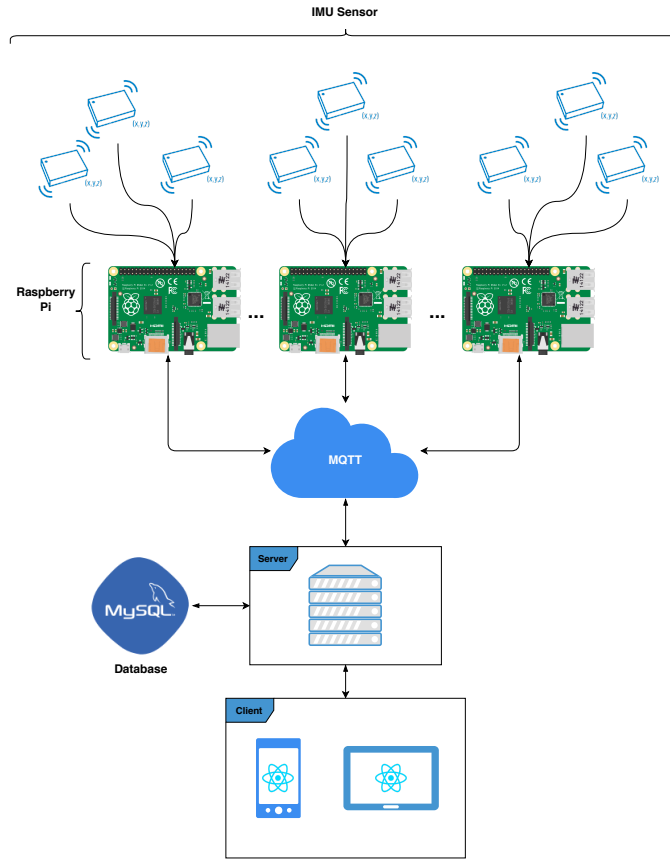 IMU Sensor
(x,y,z)
(x,y,z)
(x,y,z)
(x,y,z)
(x,y,z)
(x,y,z)
(x,y,z)
(x,y,z)
(x,y,z)
Raspberry
Pi
...
...
MQTT
Server
MySQL
Database
Client